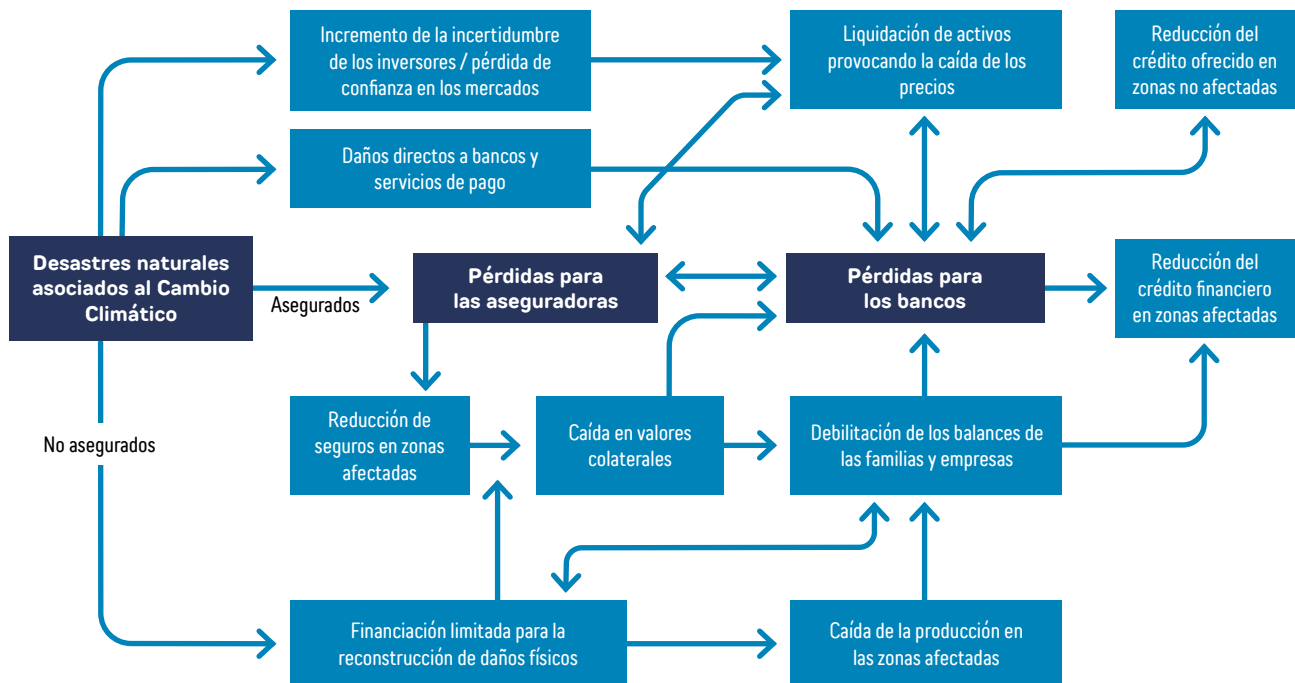 Incremento de la incertidumbre
de los inversores / pérdida de
confianza en los mercados
Liquidación de activos
provocando la caída de los
precios
Reducción del
crédito ofrecido en
zonas no afectadas
Daños directos a bancos y
servicios de pago
Desastres naturales
asociados al Cambio
Climático
Asegurados
Pérdidas para
las aseguradoras
Pérdidas para
los bancos
Reducción del
crédito financiero
en zonas afectadas
No asegurados
Reducción de
seguros en zonas
afectadas
Caída en valores
colaterales
Debilitación de los balances de
las familias y empresas
Financiación limitada para la
reconstrucción de daños físicos
Caída de la producción en
las zonas afectadas